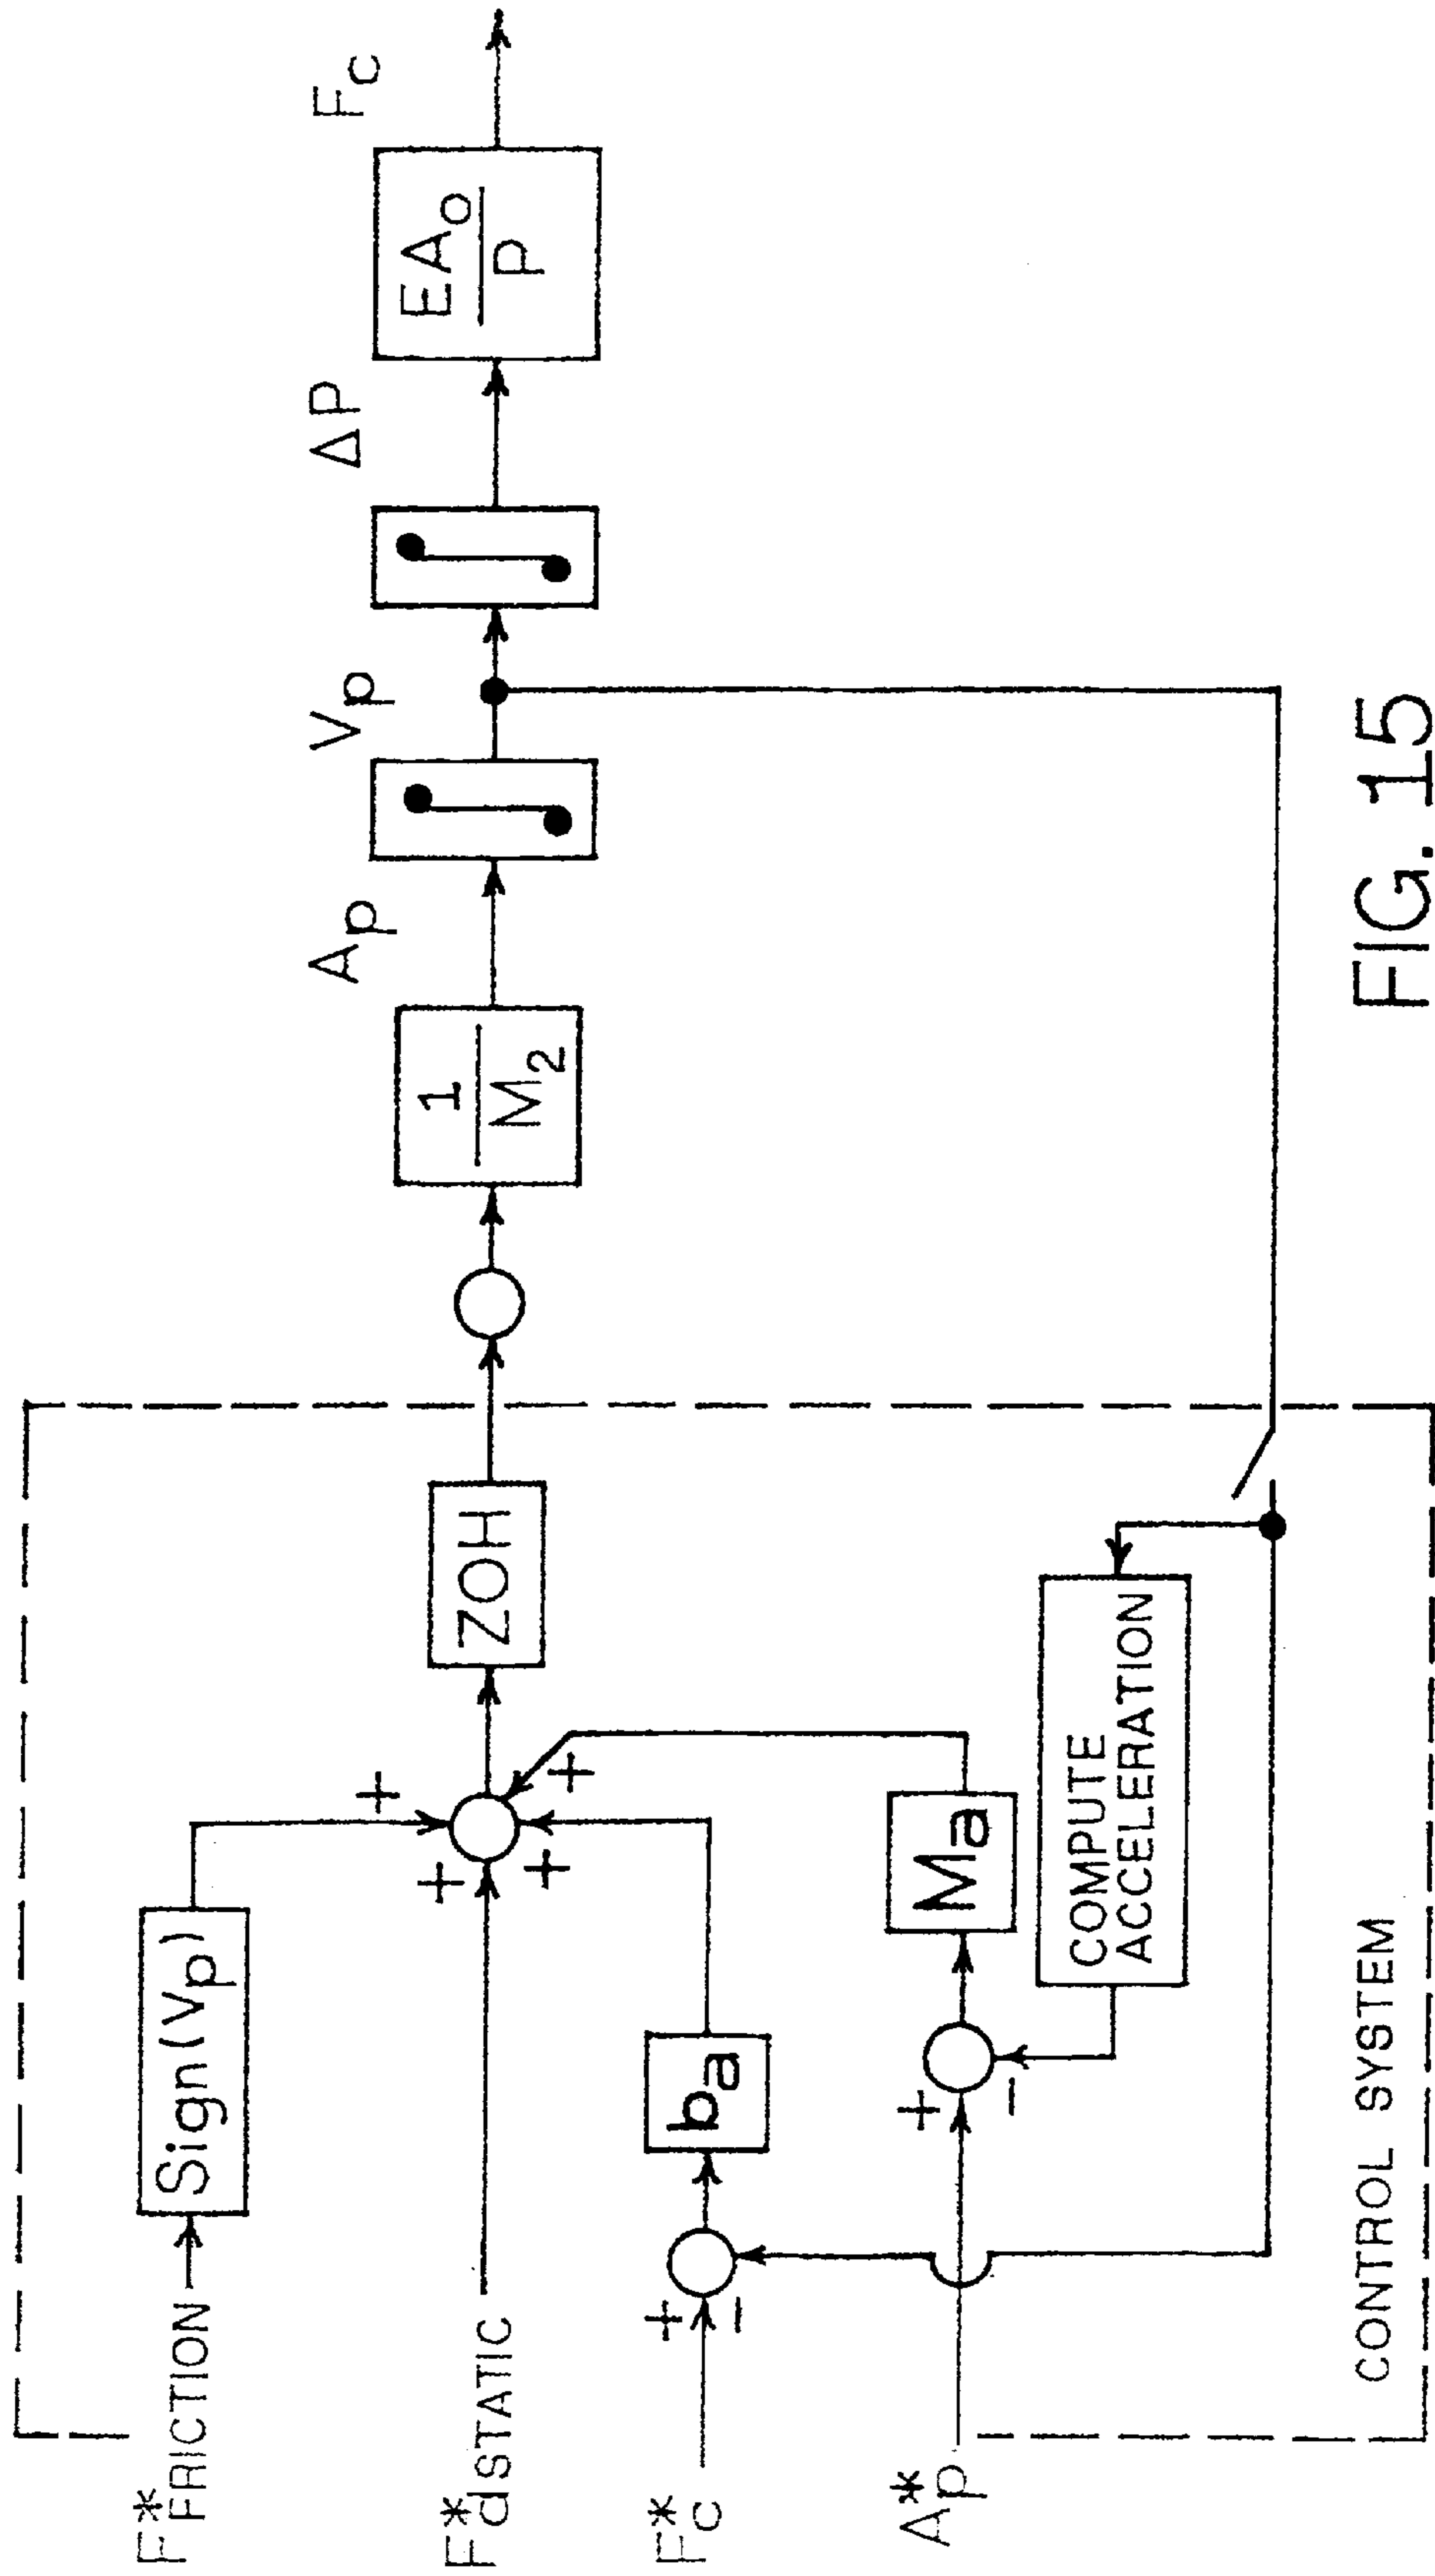 F*FRICTION
Sign(Vp)
+
F*dSTATIC
+
+
+
ZOH
1
M2
Ap
Vp
ΔP
EAo
P
Fc
F*c
+
−
ba
A*p
+
−
Ma
COMPUTE
ACCELERATION
CONTROL SYSTEM
FIG. 15